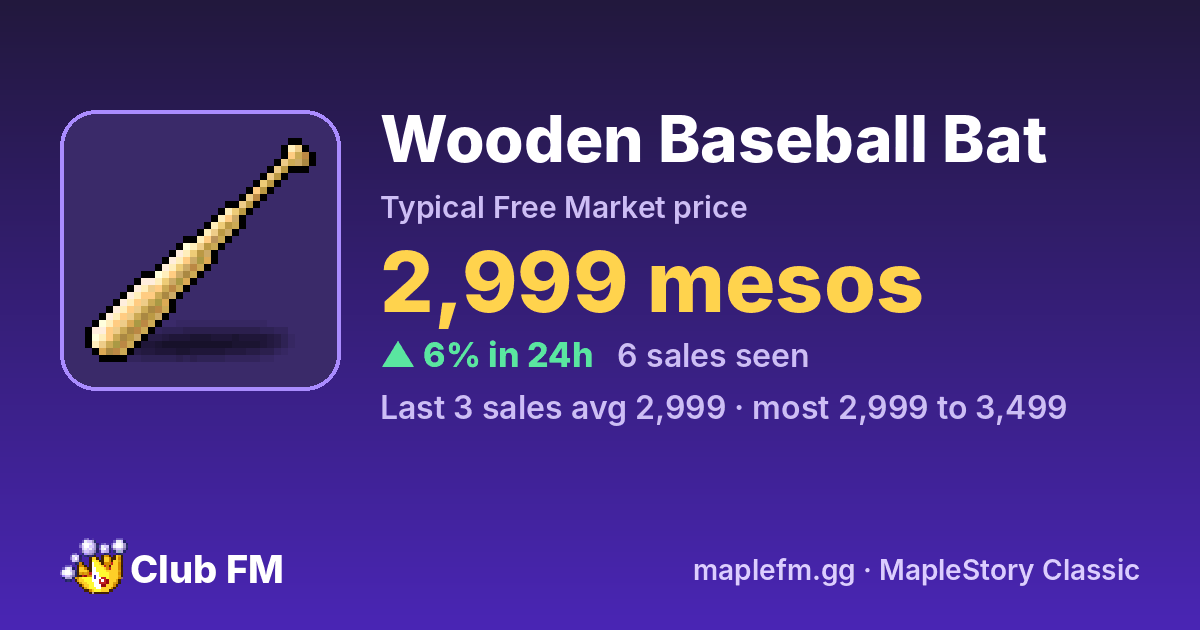 Wooden Baseball Bat
Typical Free Market price
2,999 mesos
▲ 6% in 24h 6 sales seen
Last 3 sales avg 2,999 · most 2,999 to 3,499
Club FM
maplefm.gg · MapleStory Classic